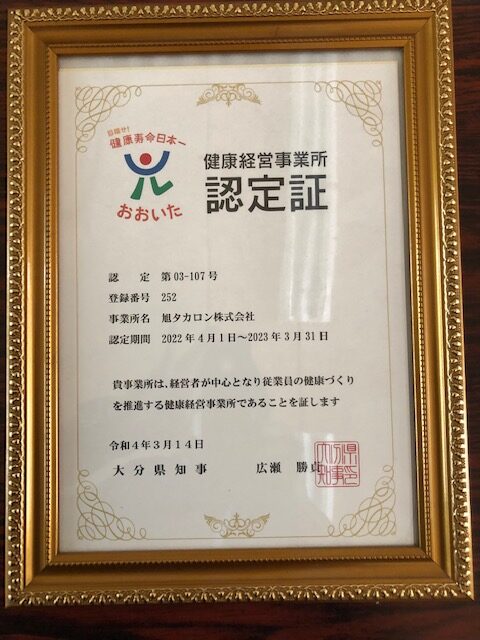 目指せ!
健康寿命日本一
おおいた
健康経営事業所
認定証
認　定　第03-107号
登録番号　252
事業所名　旭タカロン株式会社
認定期間　2022年4月1日～2023年3月31日
貴事業所は、経営者が中心となり従業員の健康づくり
を推進する健康経営事業所であることを証します
令和4年3月14日
大分県知事　広瀬　勝貞